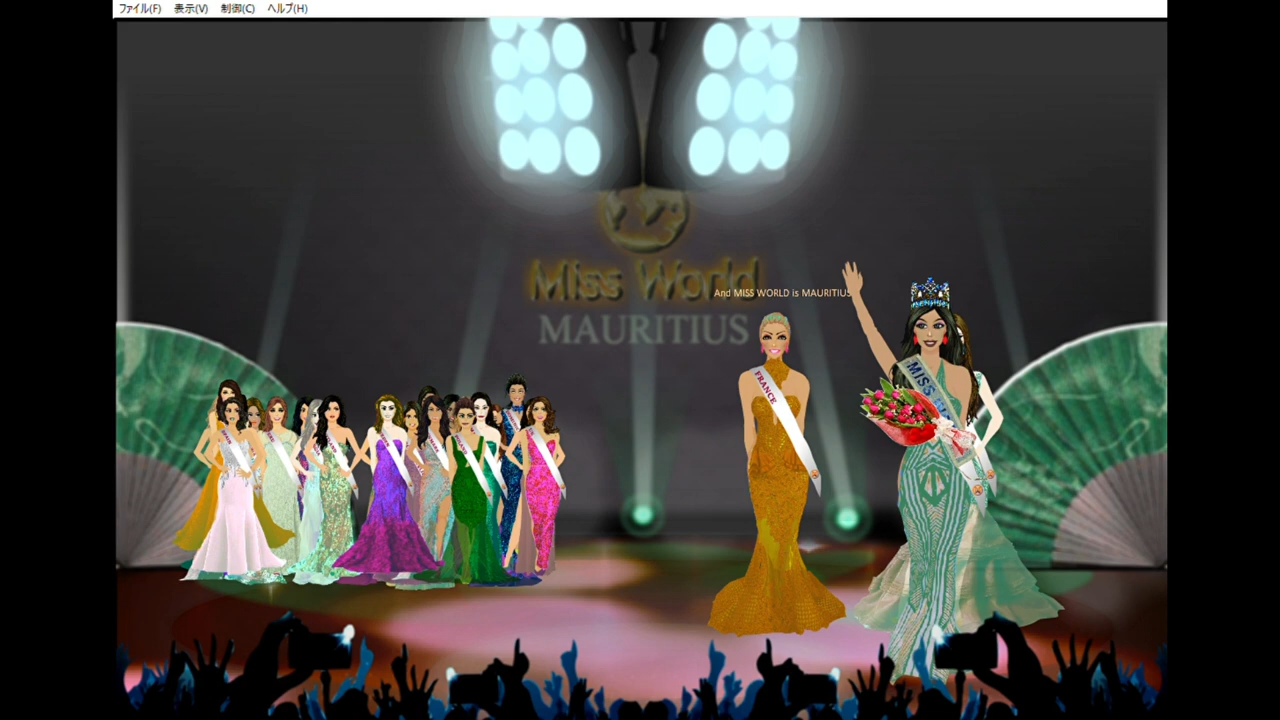 ファイル(F) 表示(V) 制御(C) ヘルプ(H)
Miss World
MAURITIUS
And MISS WORLD is MAURITIUS
FRANCE
MISS